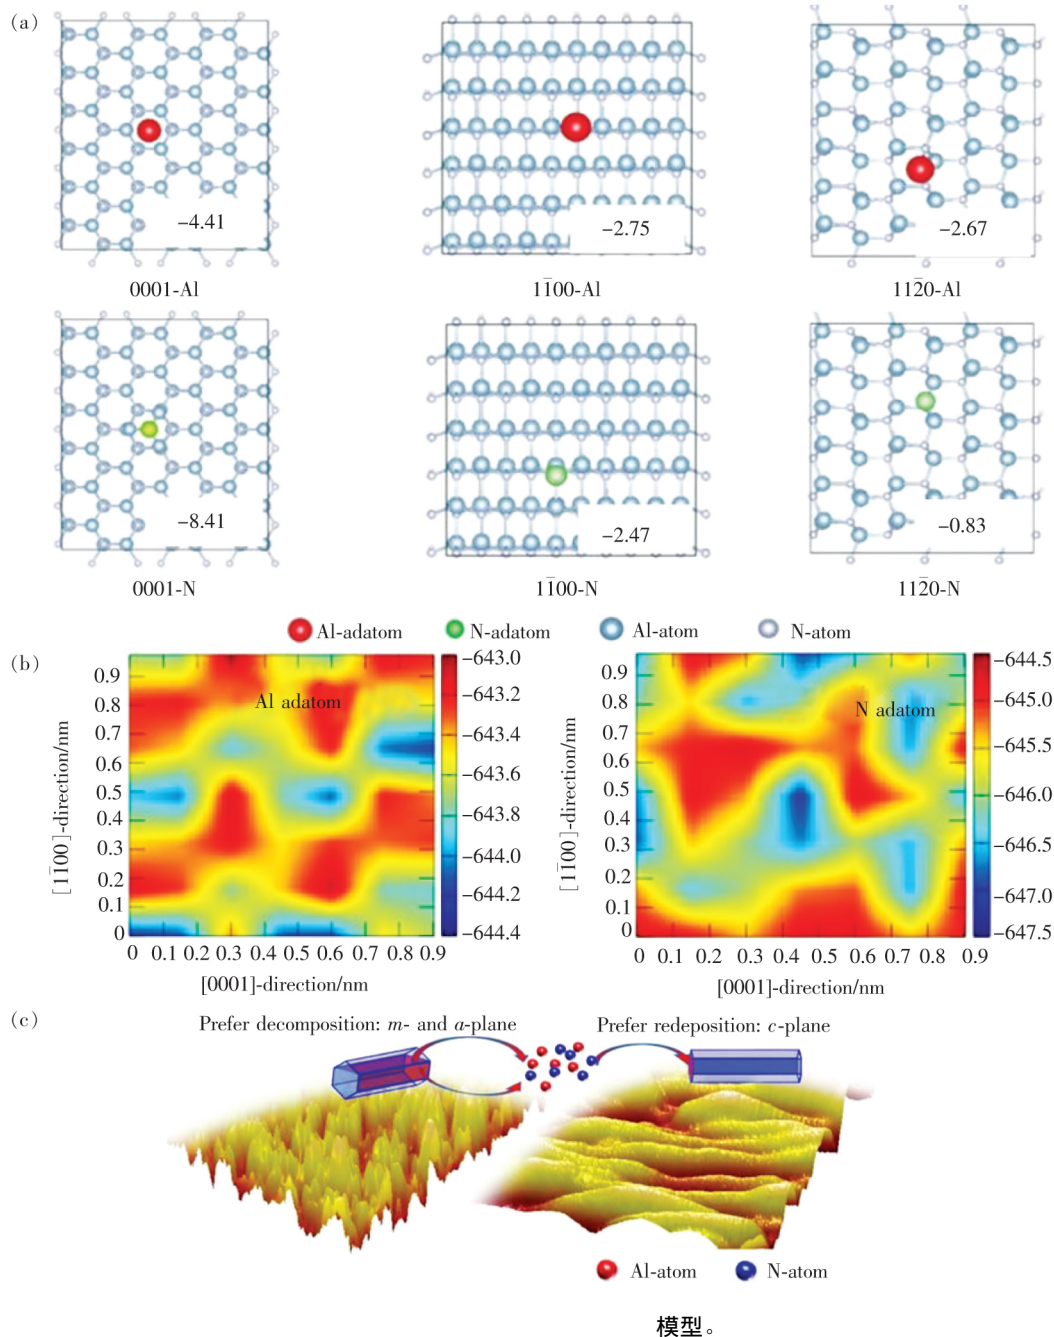 (a)
-4.41 -2.75 -2.67
0001-Al 11̄00-Al 112̄0-Al
-8.41 -2.47 -0.83
0001-N 11̄00-N 112̄0-N
Al-adatom N-adatom Al-atom N-atom
(b)
Al adatom
[11̄00]-direction/nm
0.9
0.8
0.7
0.6
0.5
0.4
0.3
0.2
0.1
0
0 0.1 0.2 0.3 0.4 0.5 0.6 0.7 0.8 0.9
[0001]-direction/nm
-643.0
-643.2
-643.4
-643.6
-643.8
-644.0
-644.2
-644.4
N adatom
[11̄00]-direction/nm
0.9
0.8
0.7
0.6
0.5
0.4
0.3
0.2
0.1
0
0 0.1 0.2 0.3 0.4 0.5 0.6 0.7 0.8 0.9
[0001]-direction/nm
-644.5
-645.0
-645.5
-646.0
-646.5
-647.0
-647.5
(c)
Prefer decomposition: m- and a-plane Prefer redeposition: c-plane
Al-atom N-atom
模型。